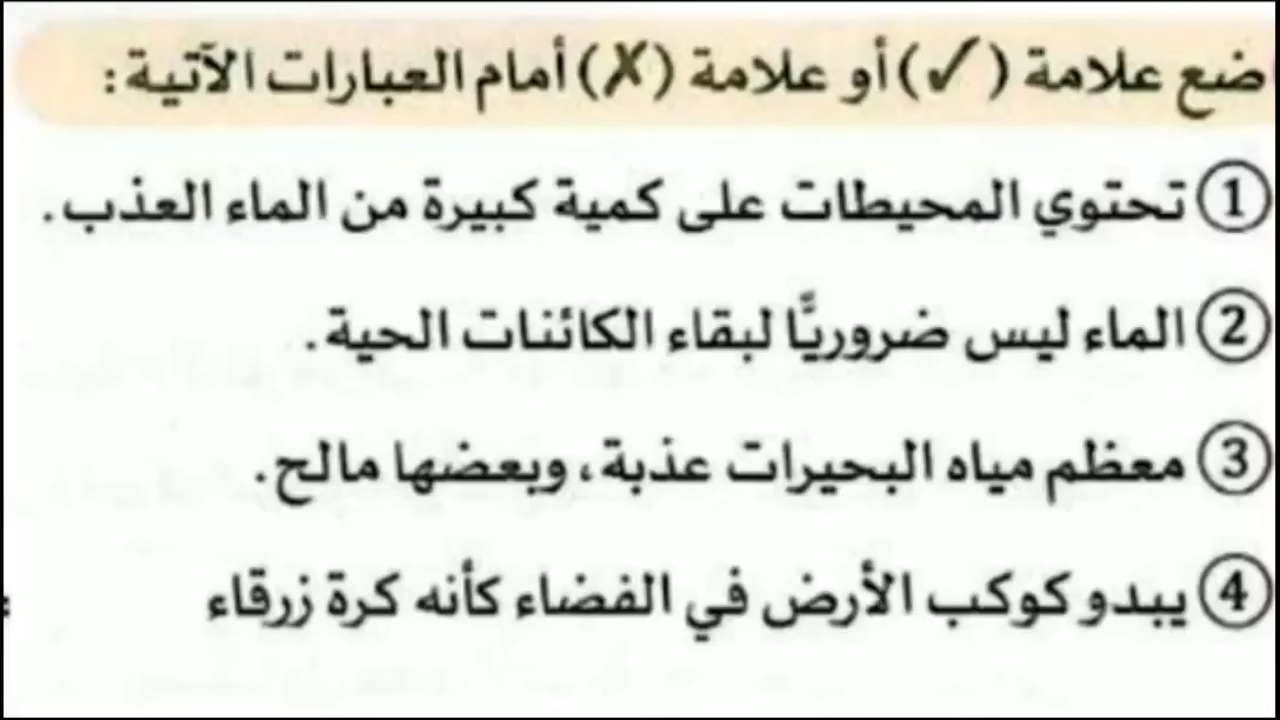 ضع علامة (✓) أو علامة (✗) أمام العبارات الآتية:
① تحتوي المحيطات على كمية كبيرة من الماء العذب.
② الماء ليس ضروريًّا لبقاء الكائنات الحية.
③ معظم مياه البحيرات عذبة، وبعضها مالح.
④ يبدو كوكب الأرض في الفضاء كأنه كرة زرقاء